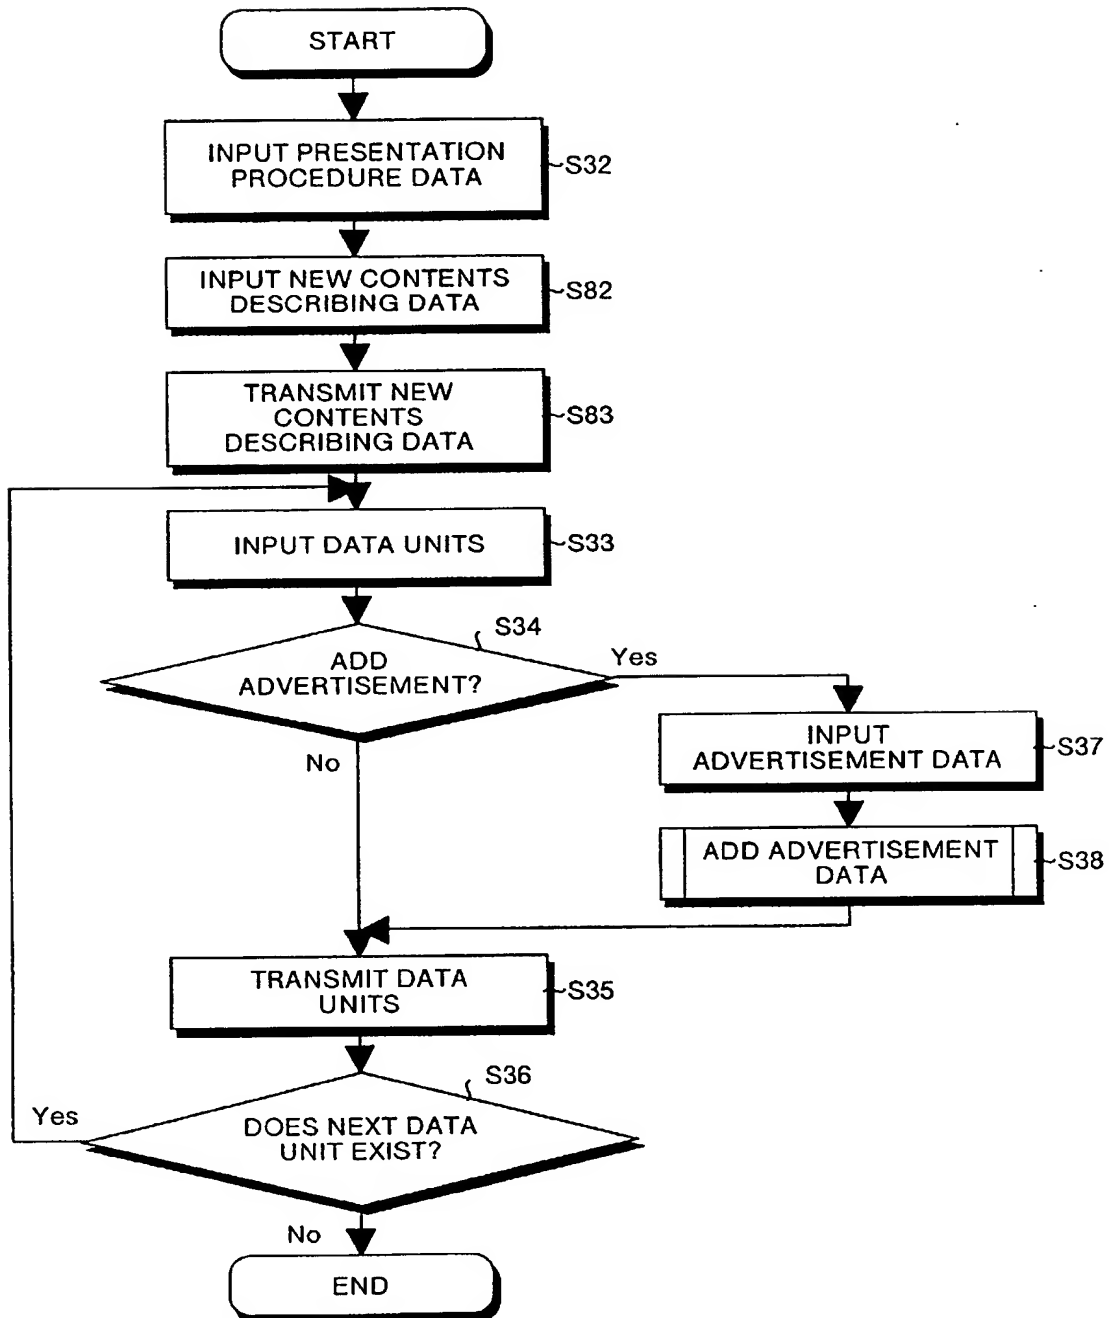 START
INPUT PRESENTATION
PROCEDURE DATA
S32
INPUT NEW CONTENTS
DESCRIBING DATA
S82
TRANSMIT NEW
CONTENTS
DESCRIBING DATA
S83
INPUT DATA UNITS
S33
S34
ADD
ADVERTISEMENT?
Yes
No
INPUT
ADVERTISEMENT DATA
S37
ADD ADVERTISEMENT
DATA
S38
TRANSMIT DATA
UNITS
S35
S36
DOES NEXT DATA
UNIT EXIST?
Yes
No
END